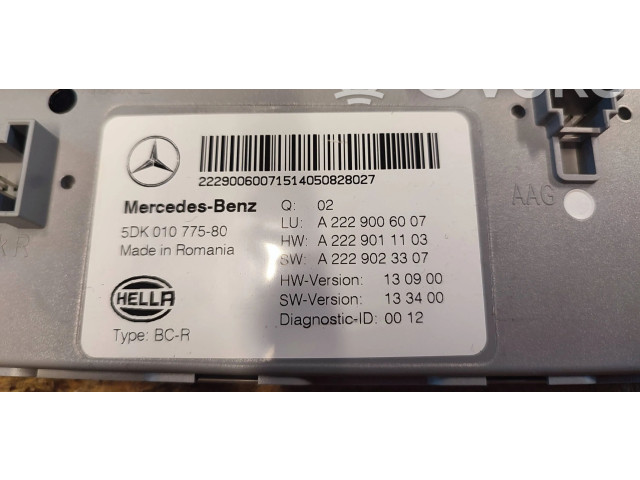 22290060071514050828027
Mercedes-Benz
5DK 010 775-80
Made in Romania
HELLA
Type: BC-R
Q: 02
LU: A 222 900 60 07
HW: A 222 901 11 03
SW: A 222 902 33 07
HW-Version: 13 09 00
SW-Version: 13 34 00
Diagnostic-ID: 00 12
AAG